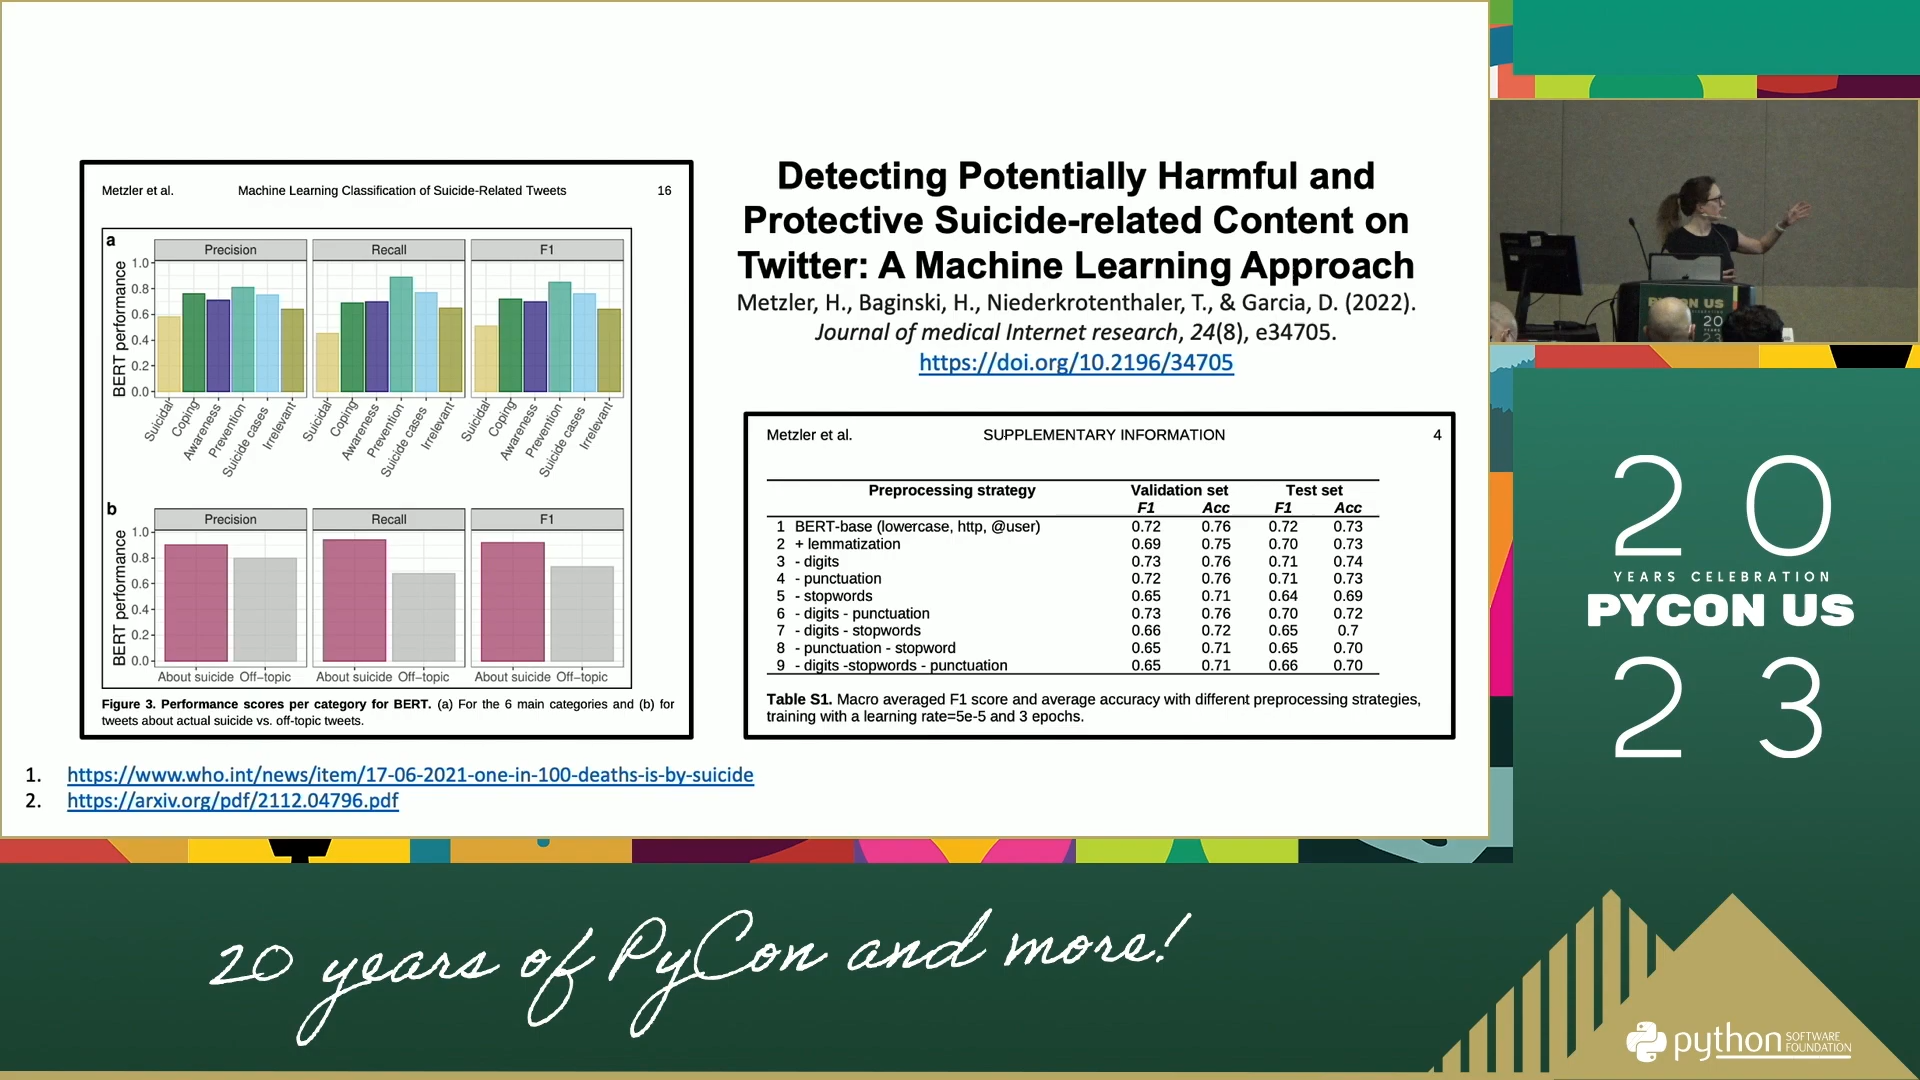 Metzler et al. Machine Learning Classification of Suicide-Related Tweets 16
a
Precision Recall F1
BERT performance
1.0
0.8
0.6
0.4
0.2
0.0
Suicidal Coping Awareness Prevention Suicide cases Irrelevant
Suicidal Coping Awareness Prevention Suicide cases Irrelevant
Suicidal Coping Awareness Prevention Suicide cases Irrelevant
b
Precision Recall F1
BERT performance
1.0
0.8
0.6
0.4
0.2
0.0
About suicide Off-topic About suicide Off-topic About suicide Off-topic
Figure 3. Performance scores per category for BERT. (a) For the 6 main categories and (b) for
tweets about actual suicide vs. off-topic tweets.
Detecting Potentially Harmful and
Protective Suicide-related Content on
Twitter: A Machine Learning Approach
Metzler, H., Baginski, H., Niederkrotenthaler, T., & Garcia, D. (2022).
Journal of medical Internet research, 24(8), e34705.
https://doi.org/10.2196/34705
Metzler et al. SUPPLEMENTARY INFORMATION 4
Preprocessing strategy Validation set Test set
F1 Acc F1 Acc
1 BERT-base (lowercase, http, @user) 0.72 0.76 0.72 0.73
2 + lemmatization 0.69 0.75 0.70 0.73
3 - digits 0.73 0.76 0.71 0.74
4 - punctuation 0.72 0.76 0.71 0.73
5 - stopwords 0.65 0.71 0.64 0.69
6 - digits - punctuation 0.73 0.76 0.70 0.72
7 - digits - stopwords 0.66 0.72 0.65 0.7
8 - punctuation - stopword 0.65 0.71 0.65 0.70
9 - digits -stopwords - punctuation 0.65 0.71 0.66 0.70
Table S1. Macro averaged F1 score and average accuracy with different preprocessing strategies,
training with a learning rate=5e-5 and 3 epochs.
1. https://www.who.int/news/item/17-06-2021-one-in-100-deaths-is-by-suicide
2. https://arxiv.org/pdf/2112.04796.pdf
PYCON US
20
23
20
YEARS CELEBRATION
PYCON US
23
20 years of PyCon and more!
python SOFTWARE
FOUNDATION